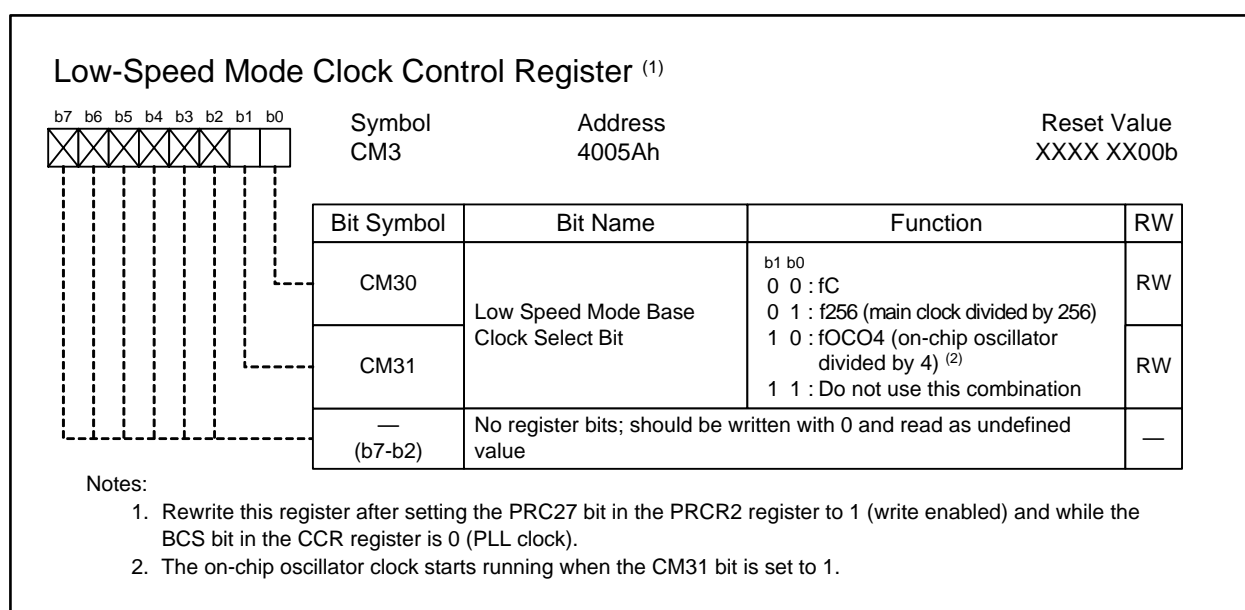 Low-Speed Mode Clock Control Register (1)
b7 b6 b5 b4 b3 b2 b1 b0
Symbol Address Reset Value
CM3 4005Ah XXXX XX00b
Bit Symbol Bit Name Function RW
CM30
CM31
Low Speed Mode Base
Clock Select Bit
b1 b0
0 0 : fC
0 1 : f256 (main clock divided by 256)
1 0 : fOCO4 (on-chip oscillator
divided by 4) (2)
1 1 : Do not use this combination
RW
RW
—
(b7-b2)
No register bits; should be written with 0 and read as undefined
value
—
Notes:
1. Rewrite this register after setting the PRC27 bit in the PRCR2 register to 1 (write enabled) and while the
BCS bit in the CCR register is 0 (PLL clock).
2. The on-chip oscillator clock starts running when the CM31 bit is set to 1.